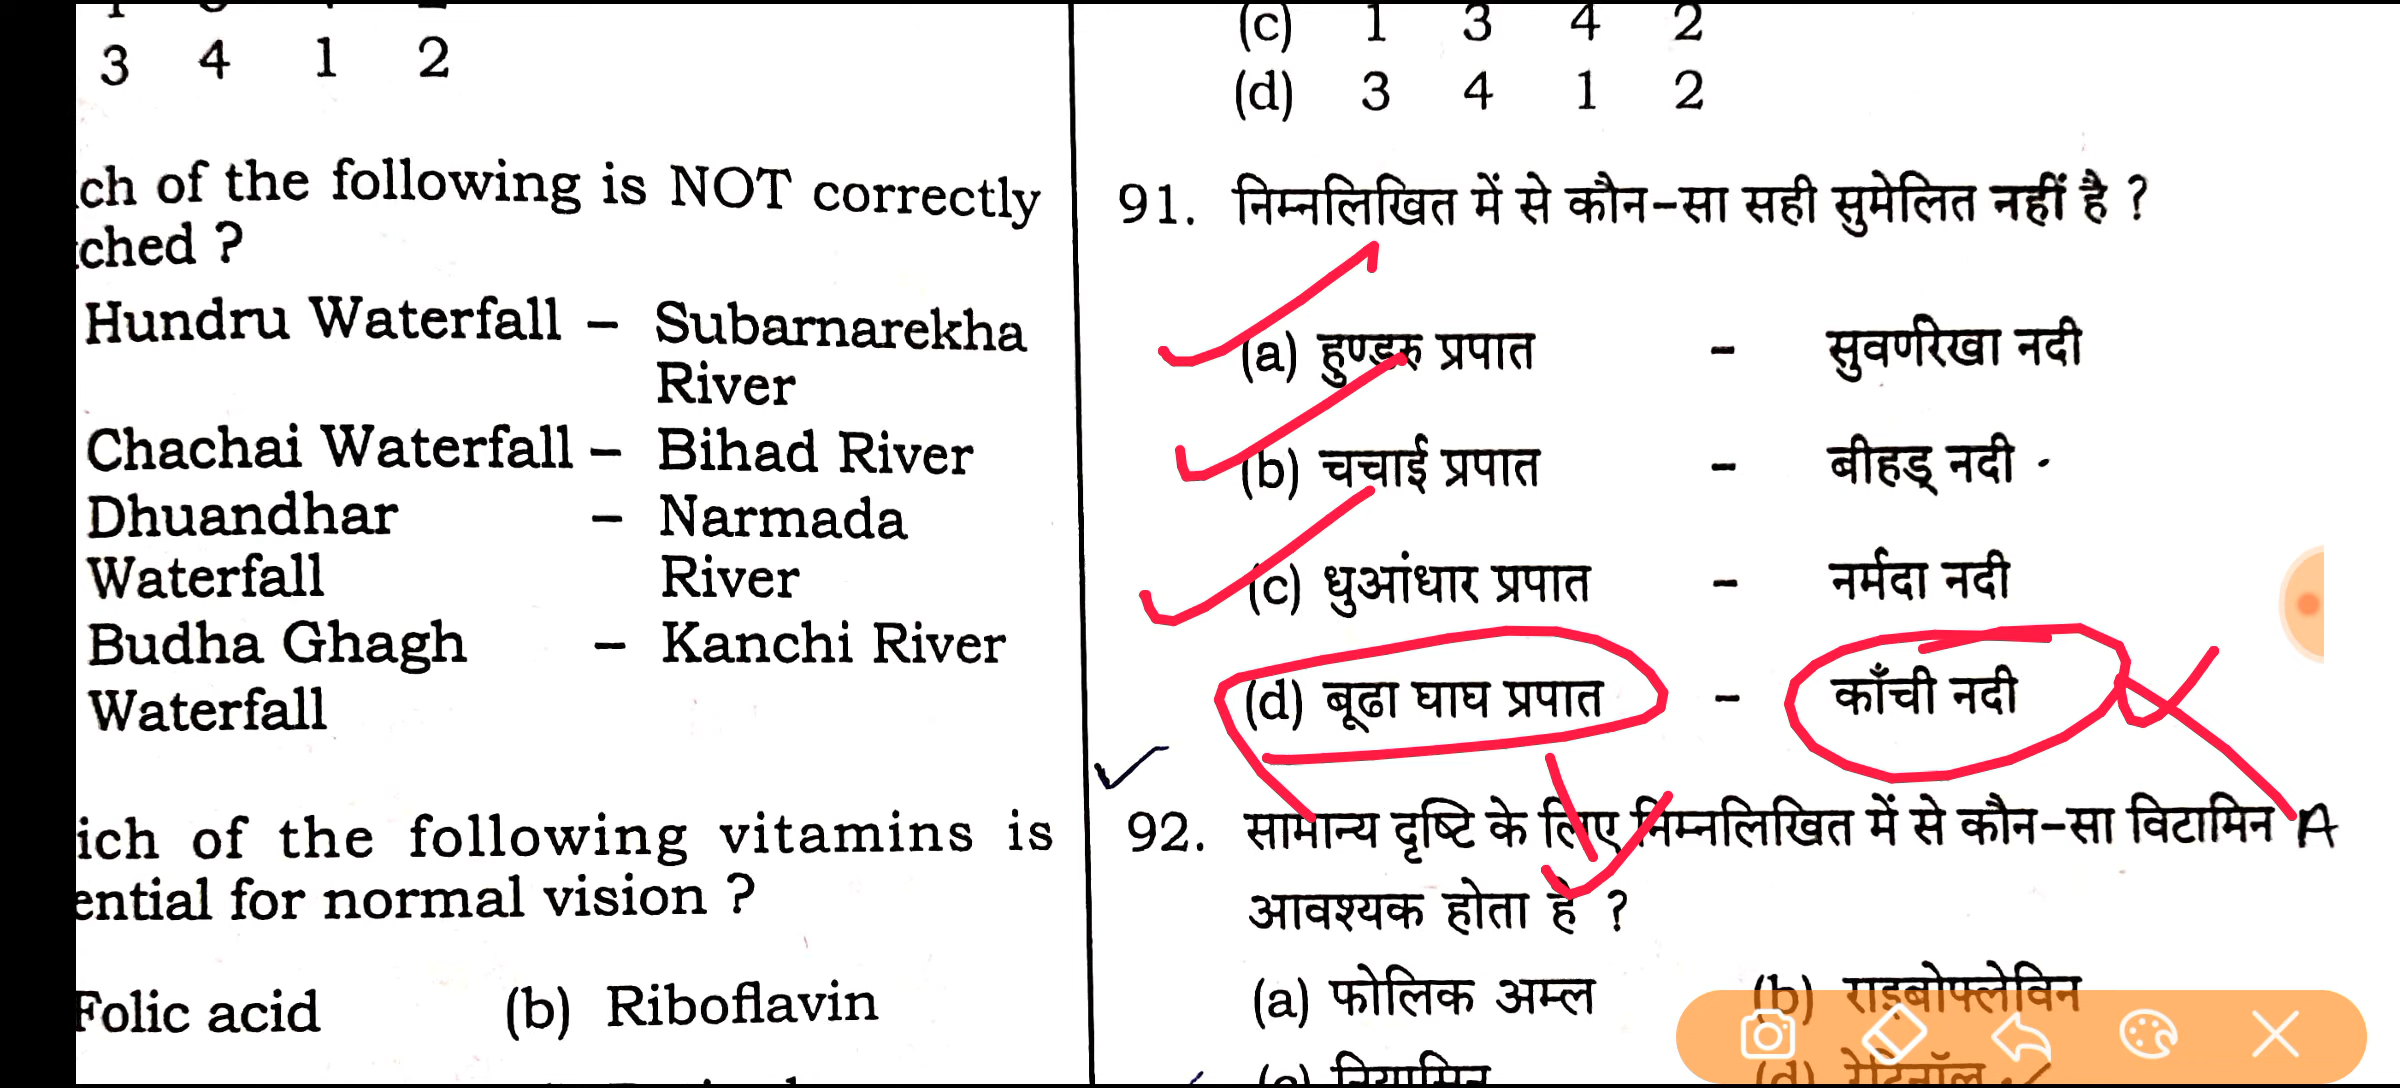 3 4 1 2
ch of the following is NOT correctly
ched ?
Hundru Waterfall – Subarnarekha
River
Chachai Waterfall – Bihad River
Dhuandhar – Narmada
Waterfall River
Budha Ghagh – Kanchi River
Waterfall
ich of the following vitamins is
ential for normal vision ?
Folic acid (b) Riboflavin
(c) 1 3 4 2
(d) 3 4 1 2
91. निम्नलिखित में से कौन-सा सही सुमेलित नहीं है ?
(a) हुण्डरु प्रपात – सुवर्णरेखा नदी
(b) चचाई प्रपात – बीहड़ नदी
(c) धुआंधार प्रपात – नर्मदा नदी
(d) बूढा घाघ प्रपात – काँची नदी
92. सामान्य दृष्टि के लिए निम्नलिखित में से कौन-सा विटामिन A
आवश्यक होता है ?
(a) फोलिक अम्ल (b) राइबोफ्लेविन
(d) रेटिनॉल